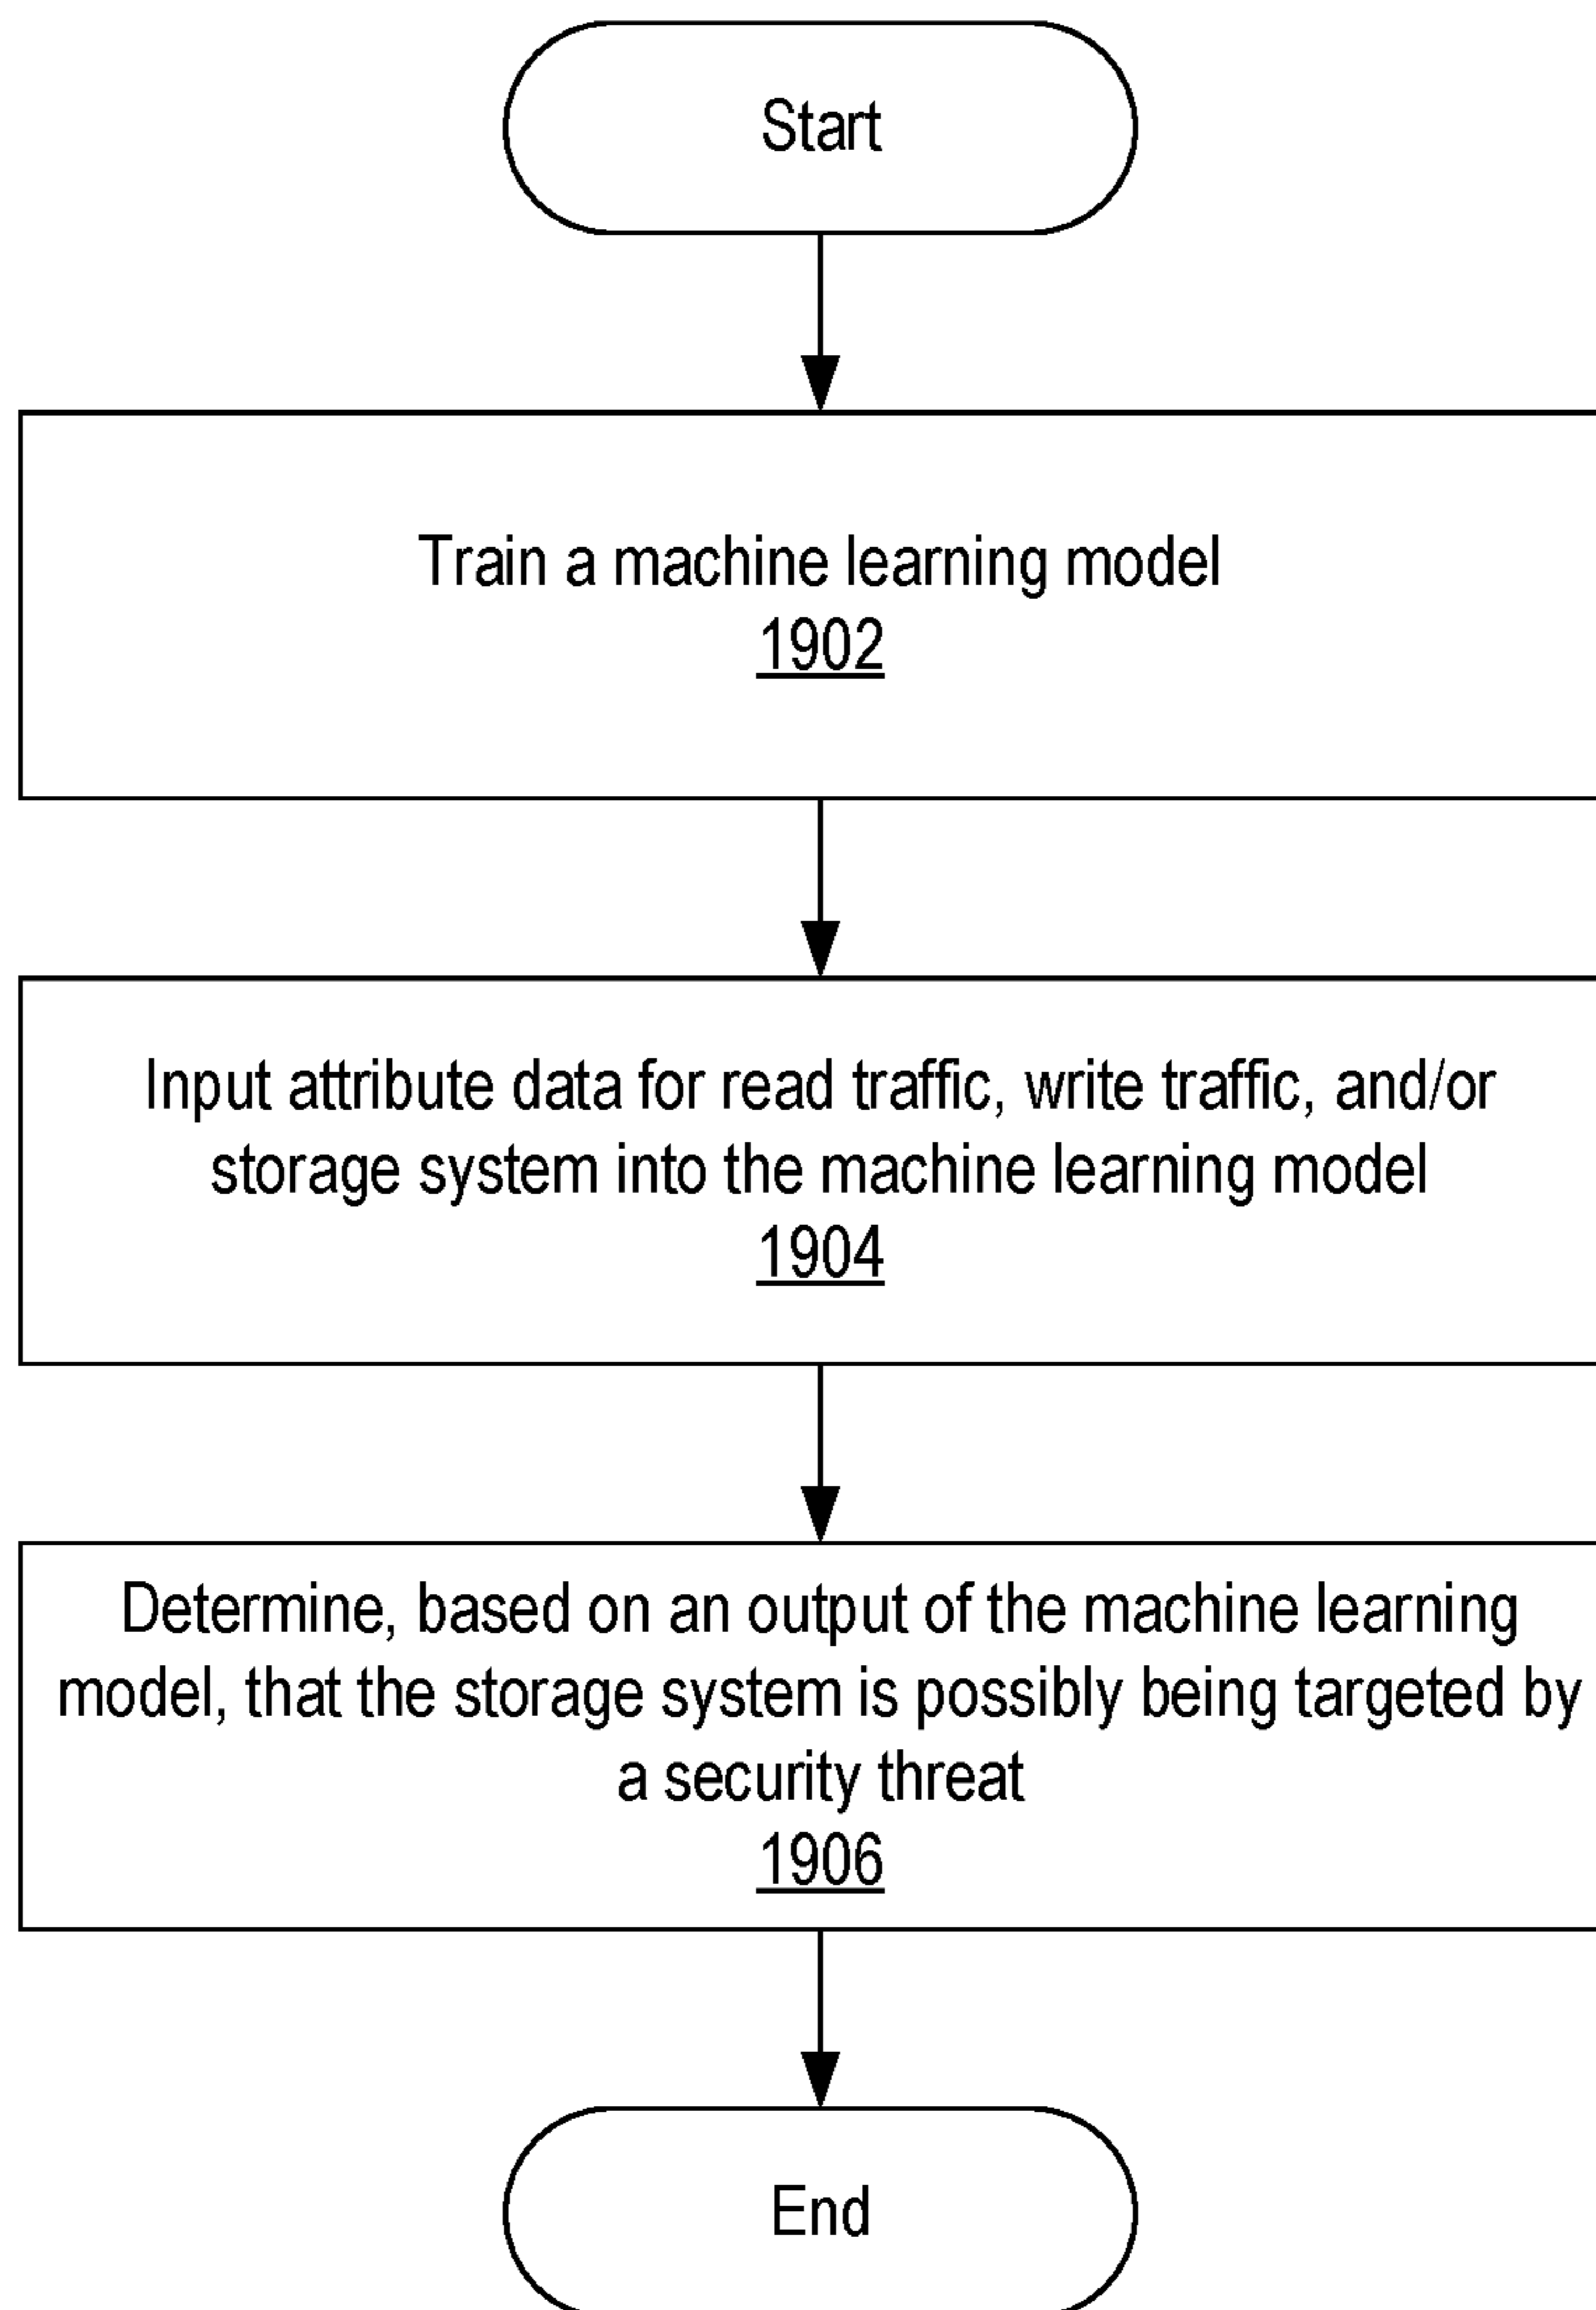 Start
Train a machine learning model
1902
Input attribute data for read traffic, write traffic, and/or
storage system into the machine learning model
1904
Determine, based on an output of the machine learning
model, that the storage system is possibly being targeted by
a security threat
1906
End